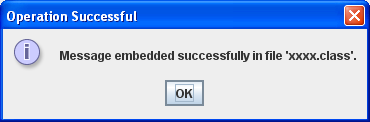 Operation Successful
Message embedded successfully in file 'xxxx.class'.
OK